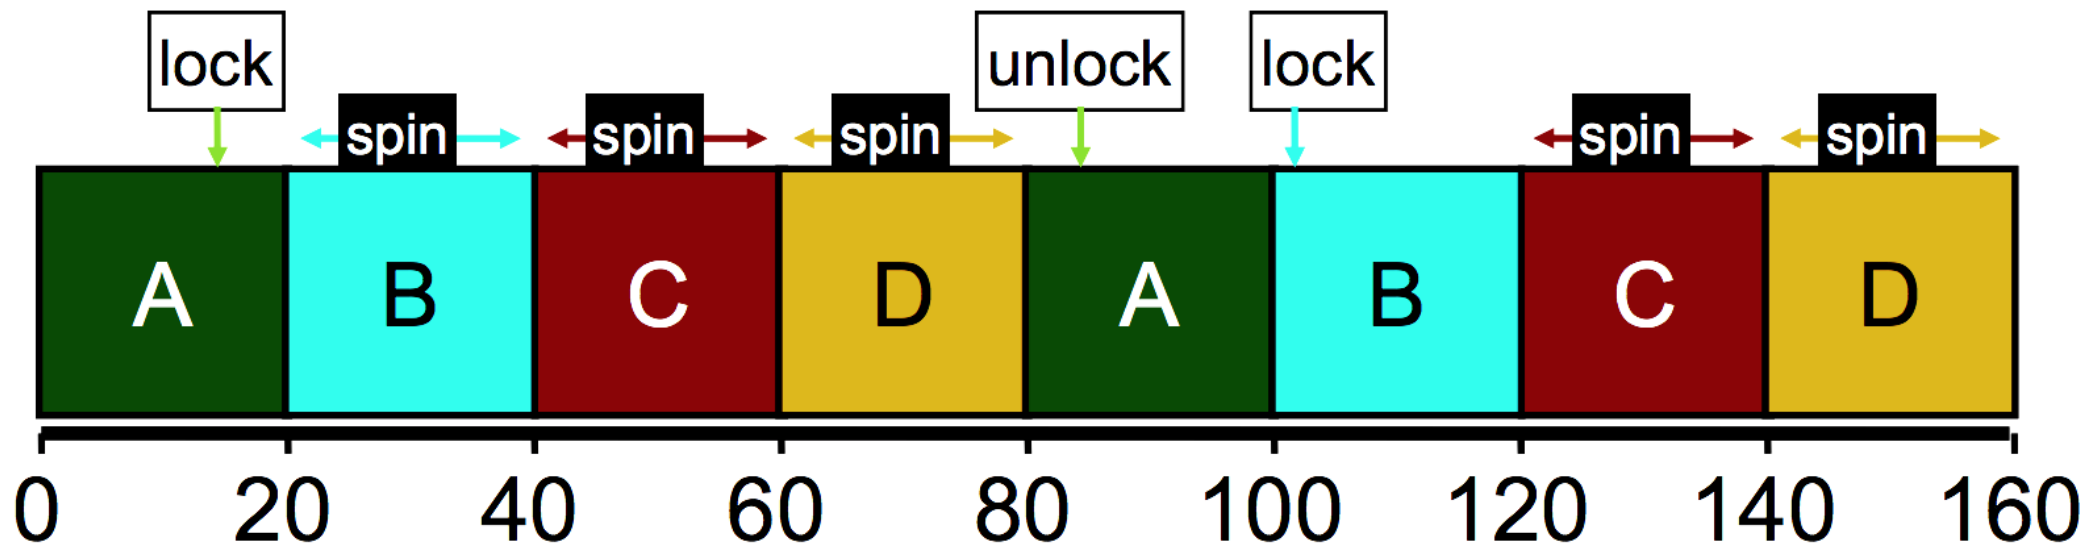 lock unlock lock
spin spin spin spin spin
A B C D A B C D
0 20 40 60 80 100 120 140 160